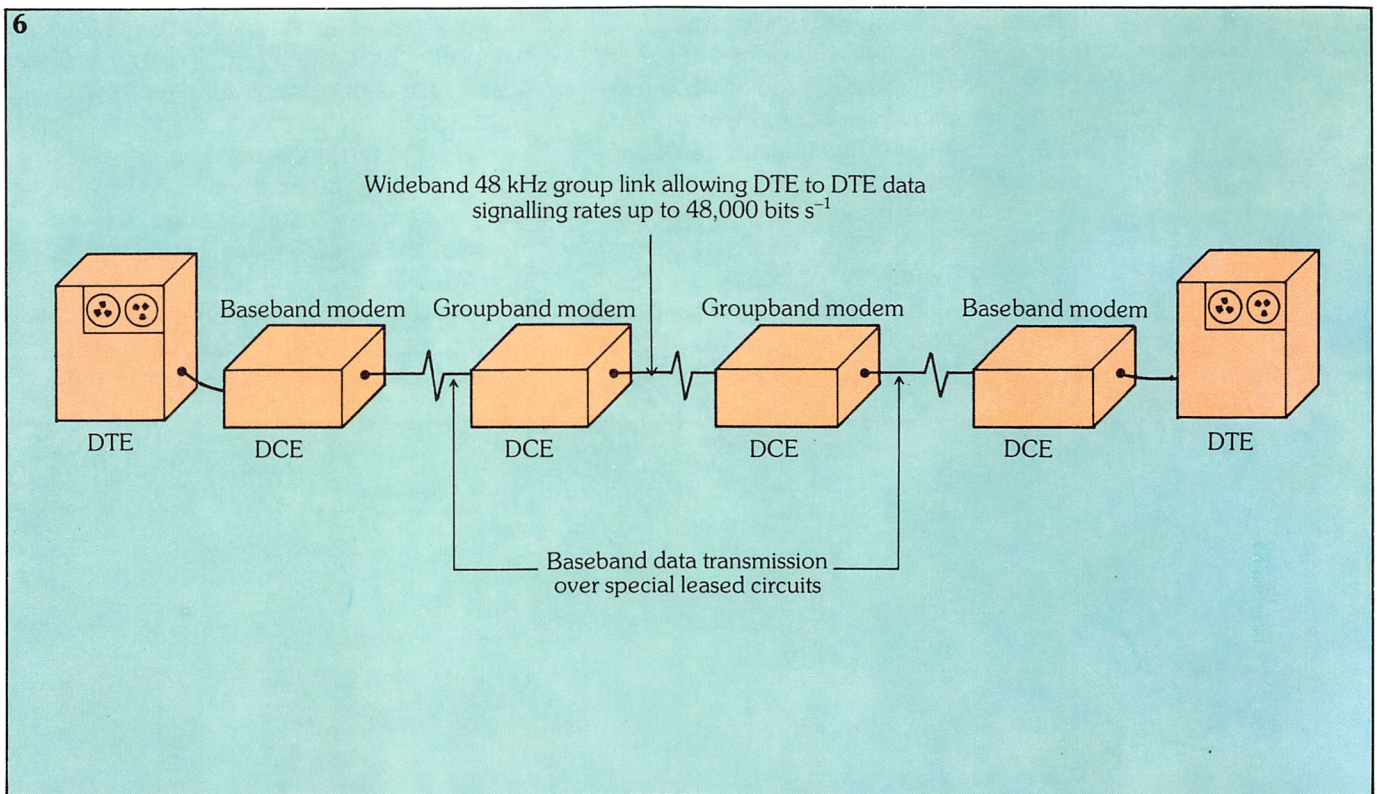 6
Wideband 48 kHz group link allowing DTE to DTE data
signalling rates up to 48,000 bits s⁻¹
Baseband modem
Groupband modem
Groupband modem
Baseband modem
DTE
DCE
DCE
DCE
DCE
DTE
Baseband data transmission
over special leased circuits